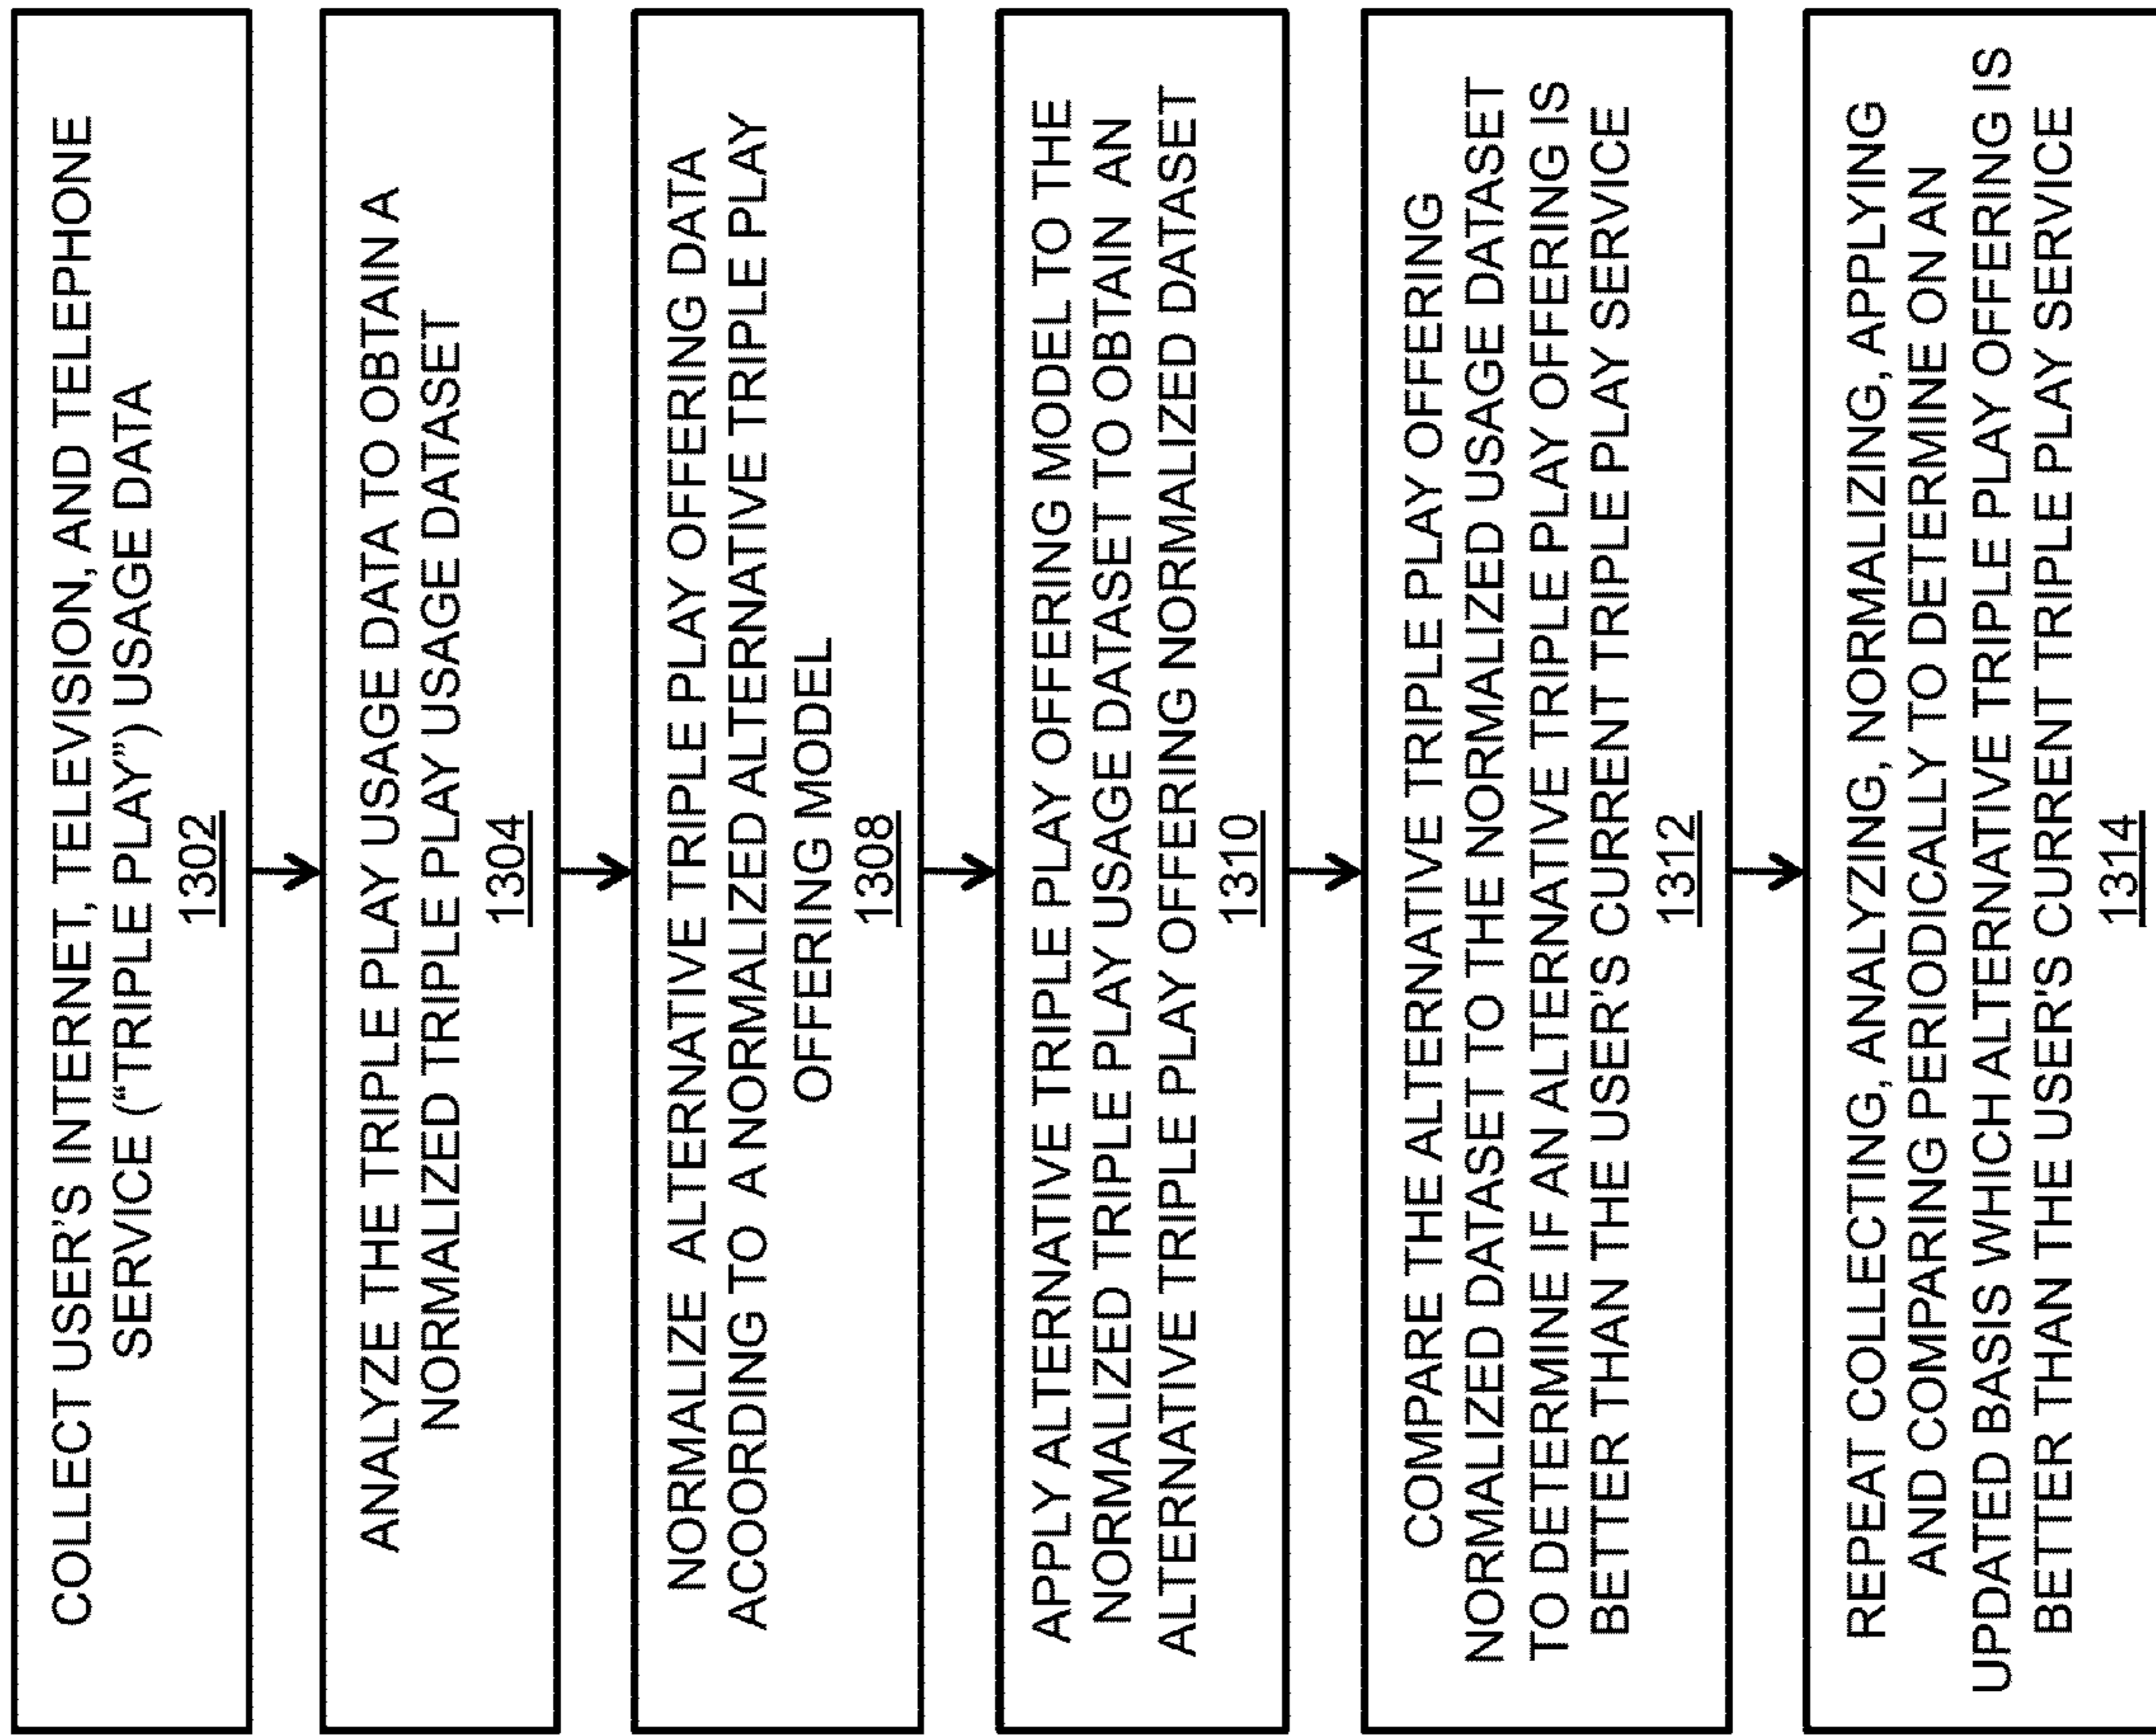 COLLECT USER'S INTERNET, TELEVISION, AND TELEPHONE
SERVICE (“TRIPLE PLAY”) USAGE DATA
1302
ANALYZE THE TRIPLE PLAY USAGE DATA TO OBTAIN A
NORMALIZED TRIPLE PLAY USAGE DATASET
1304
NORMALIZE ALTERNATIVE TRIPLE PLAY OFFERING DATA
ACOORDING TO A NORMALIZED ALTERNATIVE TRIPLE PLAY
OFFERING MODEL
1308
APPLY ALTERNATIVE TRIPLE PLAY OFFERING MODEL TO THE
NORMALIZED TRIPLE PLAY USAGE DATASET TO OBTAIN AN
ALTERNATIVE TRIPLE PLAY OFFERING NORMALIZED DATASET
1310
COMPARE THE ALTERNATIVE TRIPLE PLAY OFFERING
NORMALIZED DATASET TO THE NORMALIZED USAGE DATASET
TO DETERMINE IF AN ALTERNATIVE TRIPLE PLAY OFFERING IS
BETTER THAN THE USER'S CURRENT TRIPLE PLAY SERVICE
1312
REPEAT COLLECTING, ANALYZING, NORMALIZING, APPLYING
AND COMPARING PERIODICALLY TO DETERMINE ON AN
UPDATED BASIS WHICH ALTERNATIVE TRIPLE PLAY OFFERING IS
BETTER THAN THE USER'S CURRENT TRIPLE PLAY SERVICE
1314